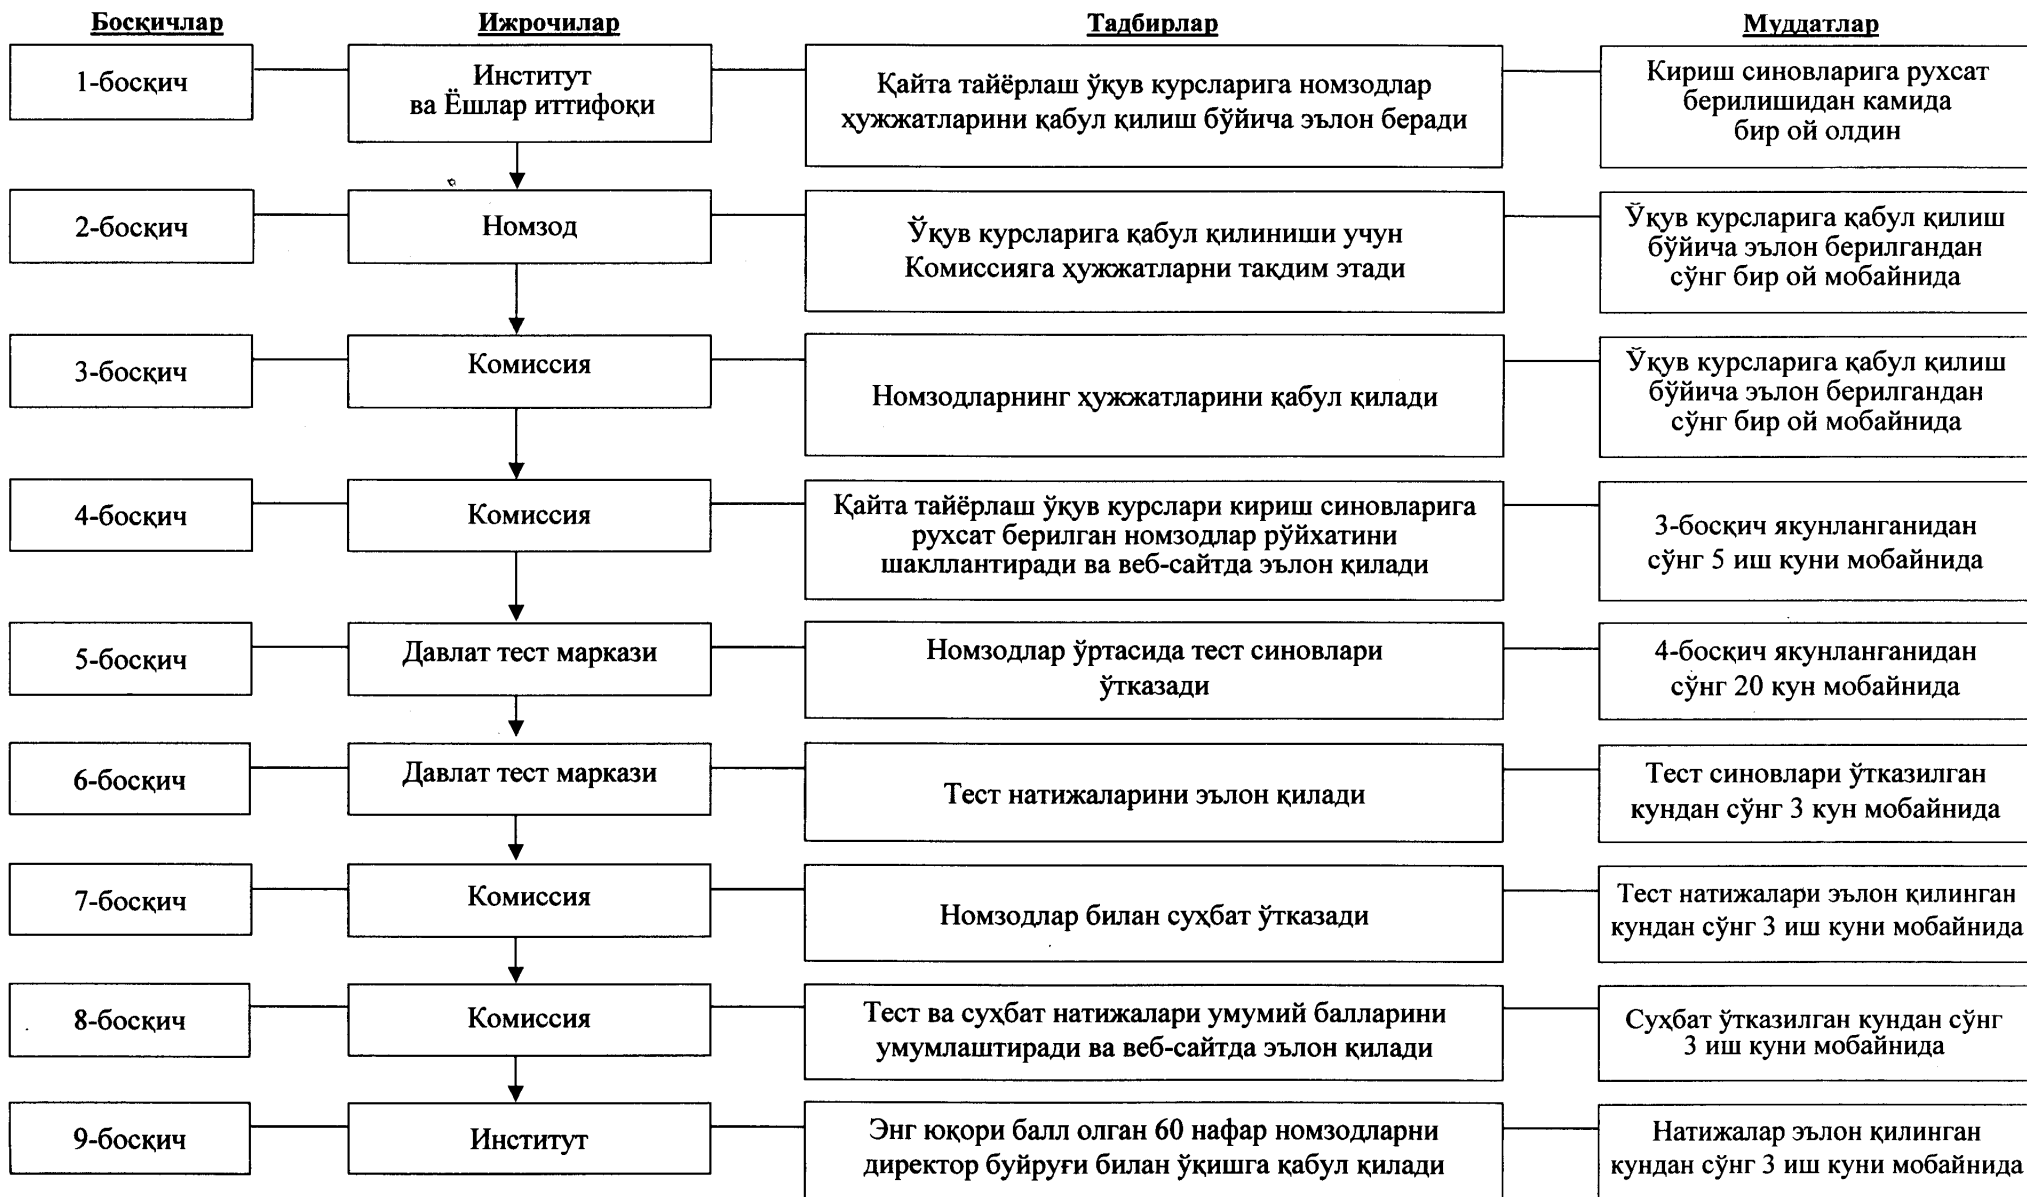 Босқичлар
Ижрочилар
Тадбирлар
Муддатлар
1-босқич
Институт
ва Ёшлар иттифоқи
Қайта тайёрлаш ўқув курсларига номзодлар
ҳужжатларини қабул қилиш бўйича эълон беради
Кириш синовларига рухсат
берилишидан камида
бир ой олдин
2-босқич
Номзод
Ўқув курсларига қабул қилиниши учун
Комиссияга ҳужжатларни тақдим этади
Ўқув курсларига қабул қилиш
бўйича эълон берилгандан
сўнг бир ой мобайнида
3-босқич
Комиссия
Номзодларнинг ҳужжатларини қабул қилади
Ўқув курсларига қабул қилиш
бўйича эълон берилгандан
сўнг бир ой мобайнида
4-босқич
Комиссия
Қайта тайёрлаш ўқув курслари кириш синовларига
рухсат берилган номзодлар рўйхатини
шакллантиради ва веб-сайтда эълон қилади
3-босқич якунланганидан
сўнг 5 иш куни мобайнида
5-босқич
Давлат тест маркази
Номзодлар ўртасида тест синовлари
ўтказади
4-босқич якунланганидан
сўнг 20 кун мобайнида
6-босқич
Давлат тест маркази
Тест натижаларини эълон қилади
Тест синовлари ўтказилган
кундан сўнг 3 кун мобайнида
7-босқич
Комиссия
Номзодлар билан суҳбат ўтказади
Тест натижалари эълон қилинган
кундан сўнг 3 иш куни мобайнида
8-босқич
Комиссия
Тест ва суҳбат натижалари умумий балларини
умумлаштиради ва веб-сайтда эълон қилади
Суҳбат ўтказилган кундан сўнг
3 иш куни мобайнида
9-босқич
Институт
Энг юқори балл олган 60 нафар номзодларни
директор буйруғи билан ўқишга қабул қилади
Натижалар эълон қилинган
кундан сўнг 3 иш куни мобайнида